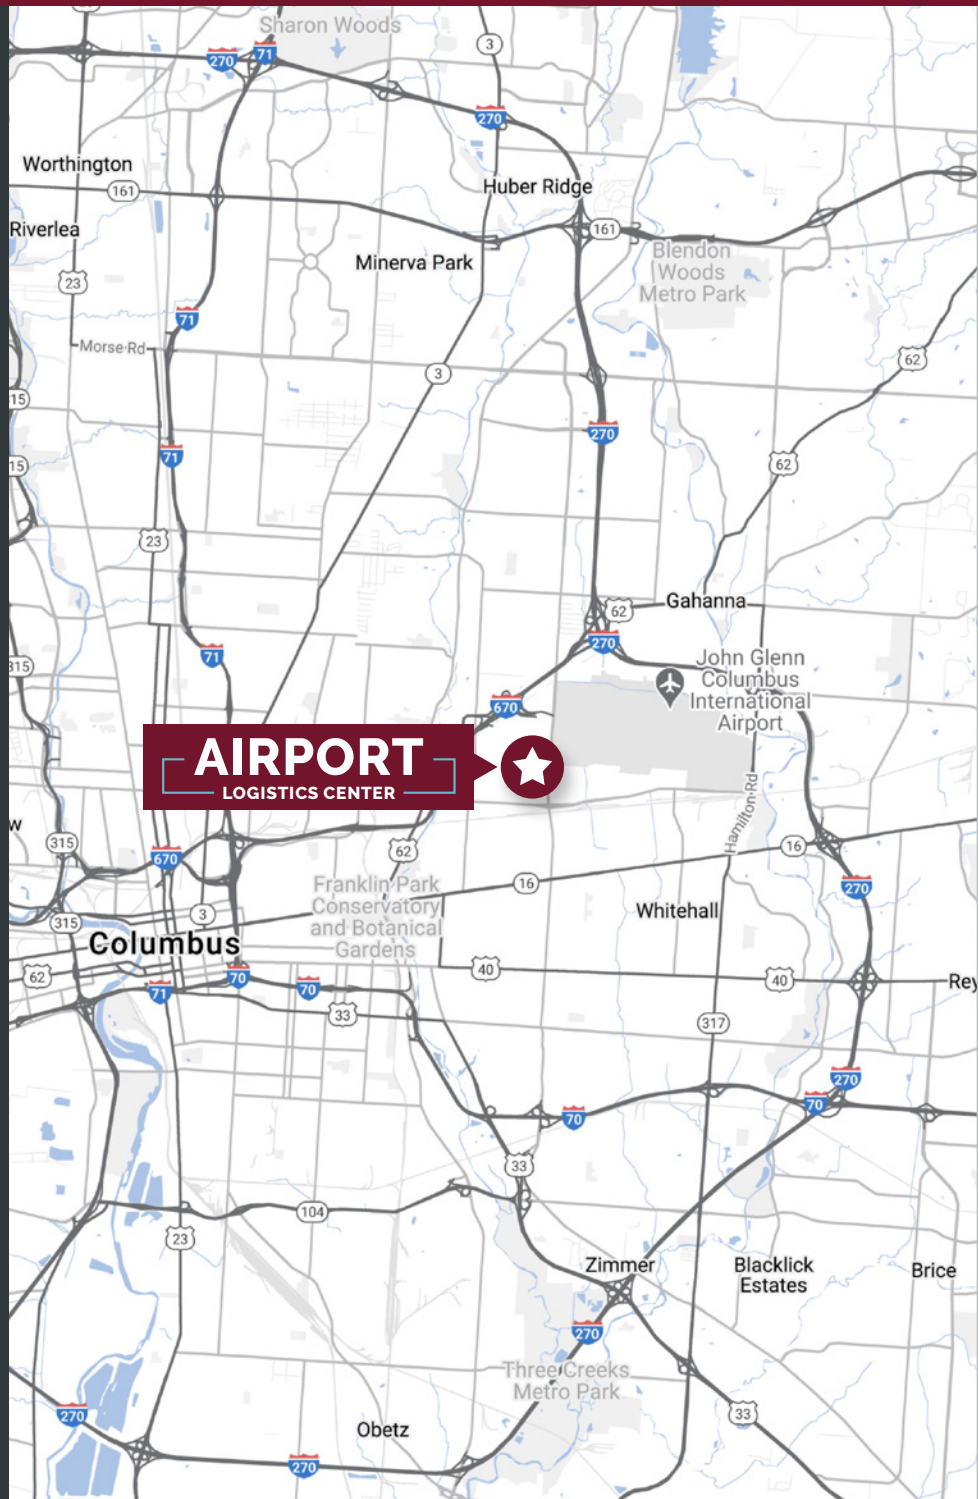 Sharon Woods
3
270
71
270
Worthington
161
Huber Ridge
Riverlea
161
Minerva Park
Blendon
Woods
Metro Park
23
71
Morse Rd
3
62
15
71
270
15
62
23
62
Gahanna
270
71
315
John Glenn
Columbus
International
Airport
670
AIRPORT
LOGISTICS CENTER
Hamilton Rd
w
315
62
16
670
16
270
Franklin Park
Conservatory
and Botanical
Gardens
315
3
Whitehall
Columbus
62
70
40
40
Rey
71
70
33
317
270
70
70
33
104
23
Zimmer
Blacklick
Estates
Brice
270
Three Creeks
Metro Park
270
33
Obetz
270